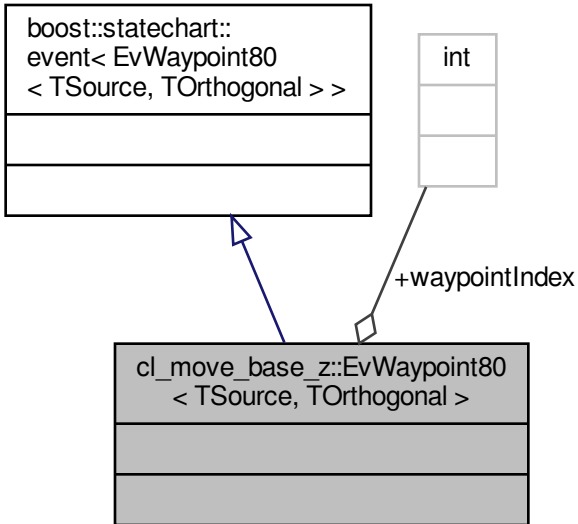 boost::statechart::
event< EvWaypoint80
< TSource, TOrthogonal > >
int
+waypointIndex
cl_move_base_z::EvWaypoint80
< TSource, TOrthogonal >